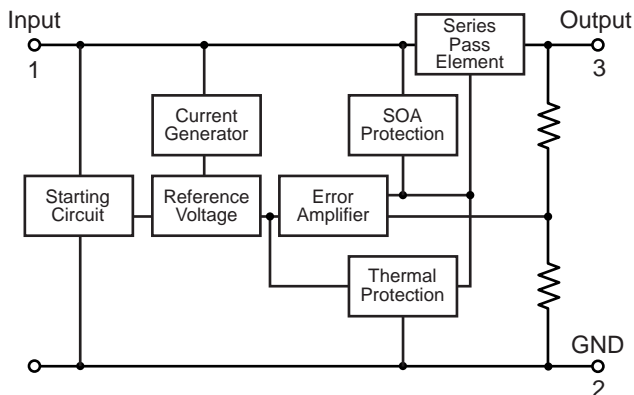 Input
1
Series
Pass
Element
Output
3
Current
Generator
SOA
Protection
Starting
Circuit
Reference
Voltage
Error
Amplifier
Thermal
Protection
GND
2